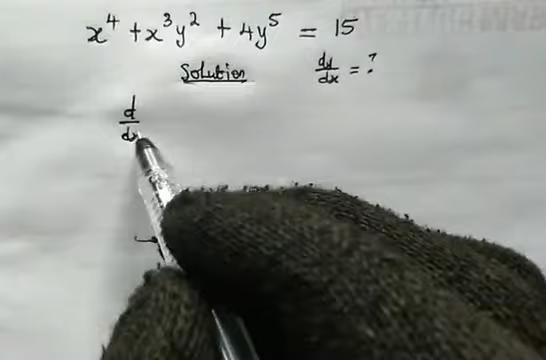 x⁴ + x³y² + 4y⁵ = 15
Solution dy/dx = ?
d/dx